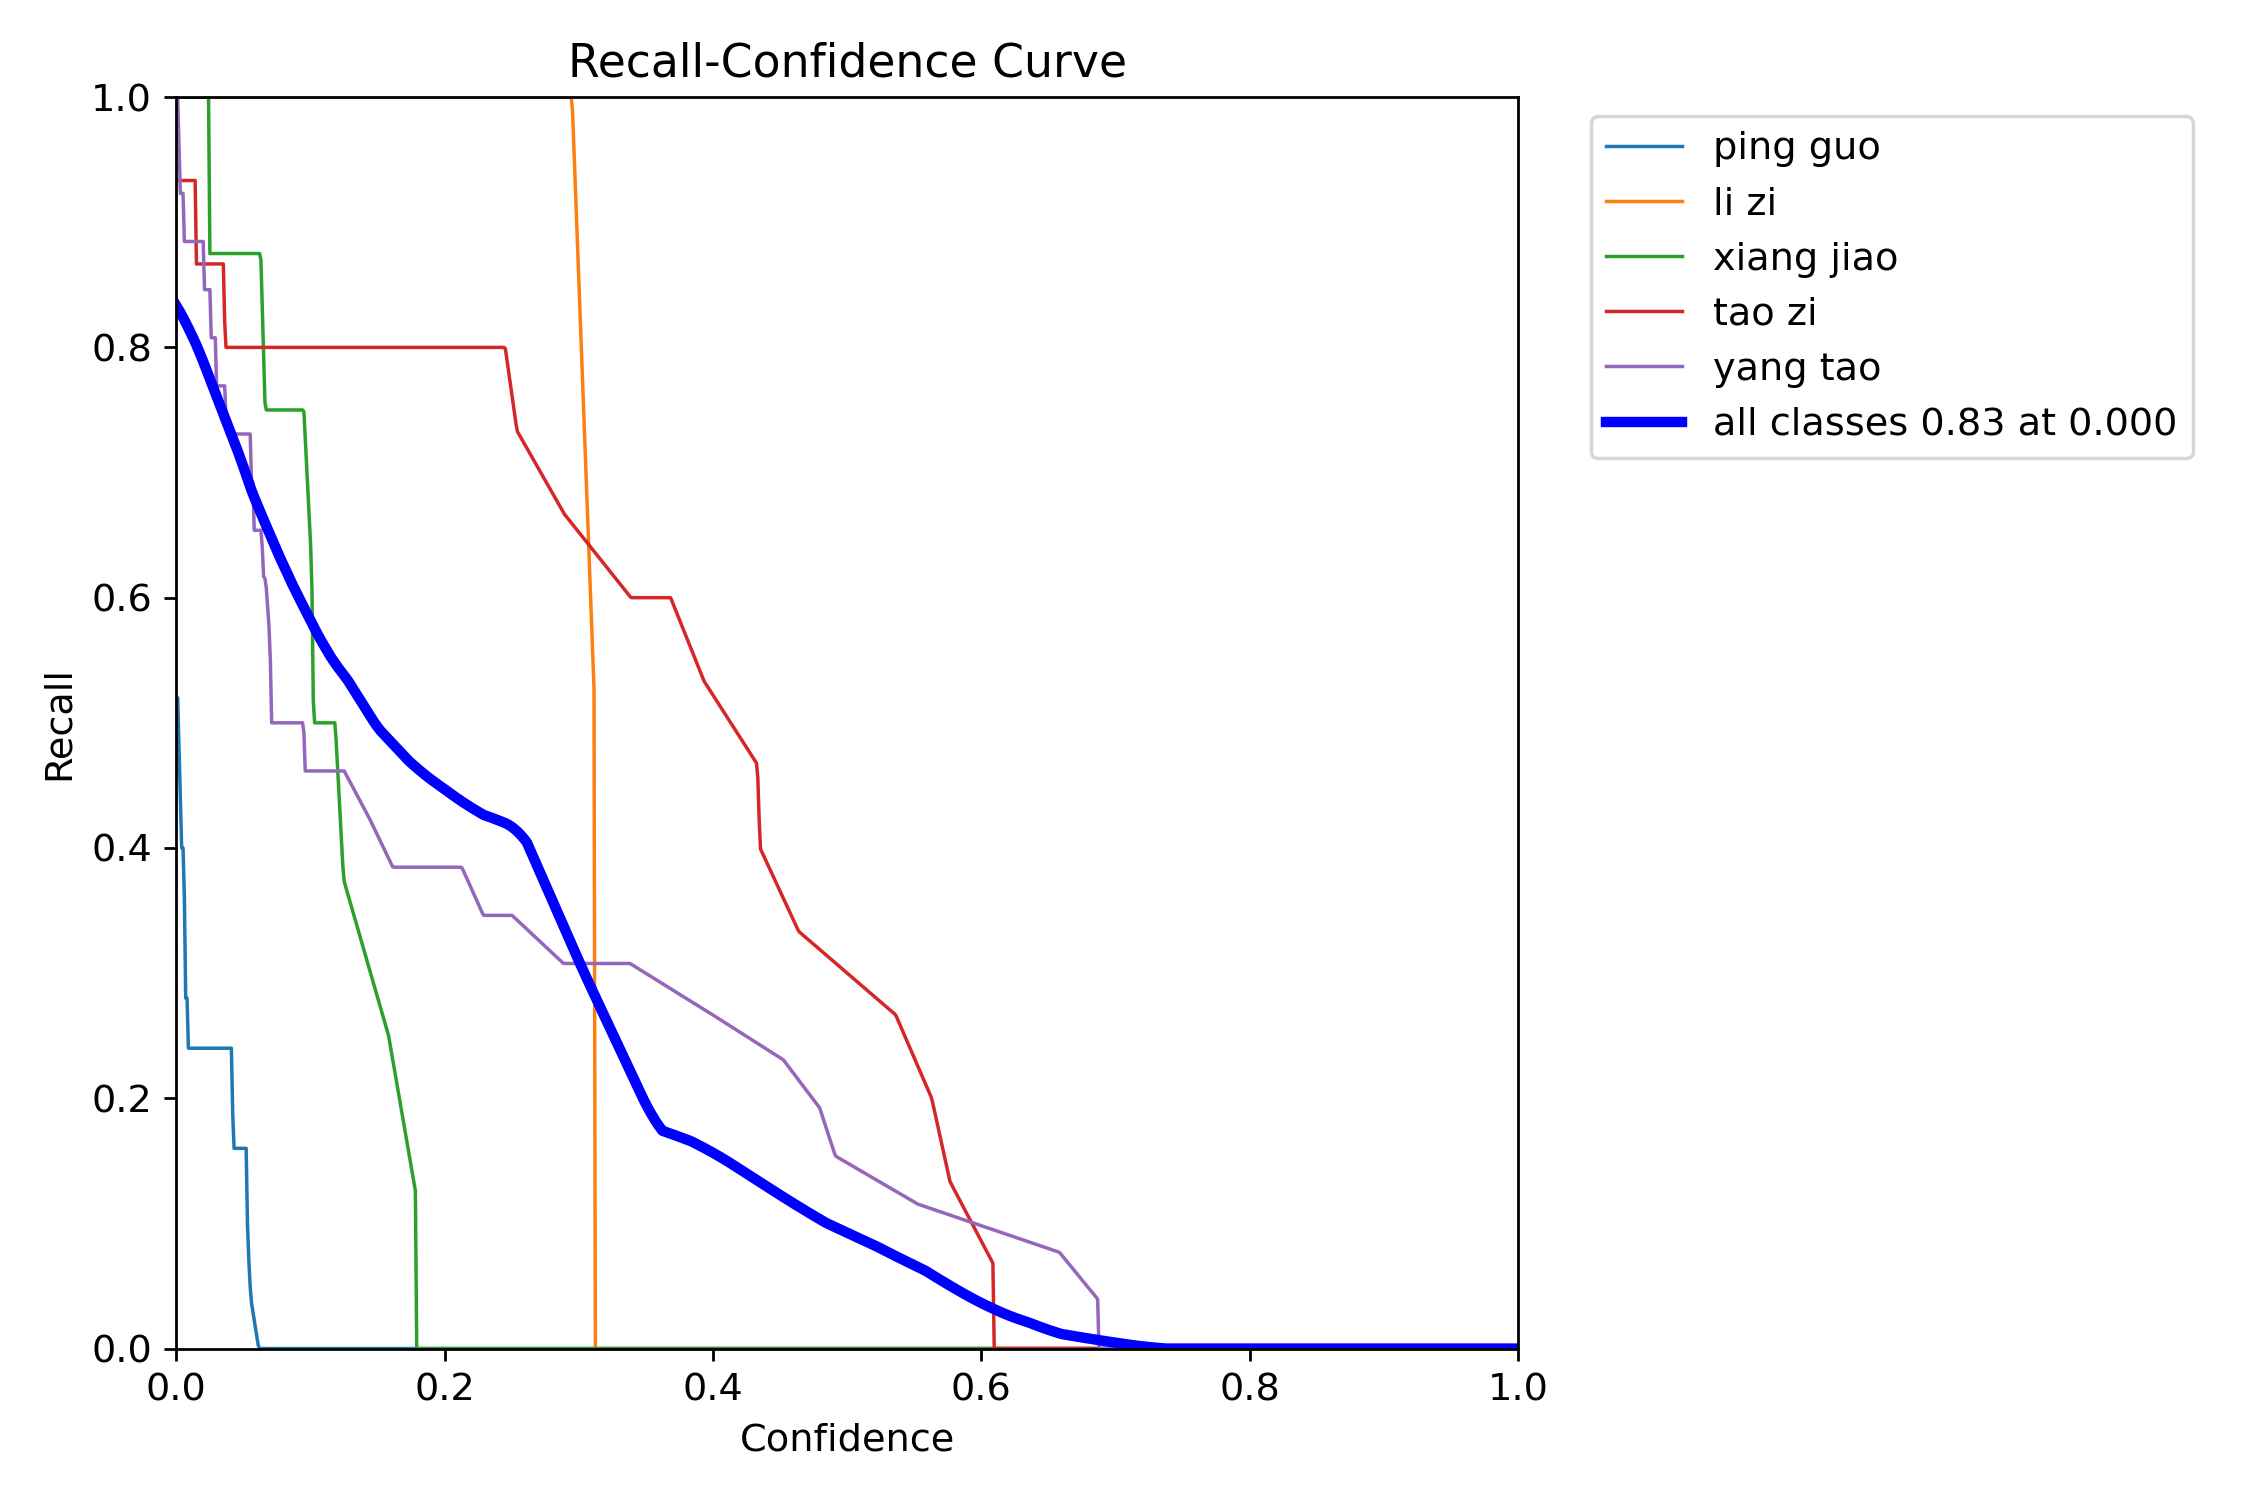 Recall-Confidence Curve
1.0
0.8
0.6
0.4
0.2
0.0
Recall
0.0 0.2 0.4 0.6 0.8 1.0
Confidence
ping guo
li zi
xiang jiao
tao zi
yang tao
all classes 0.83 at 0.000